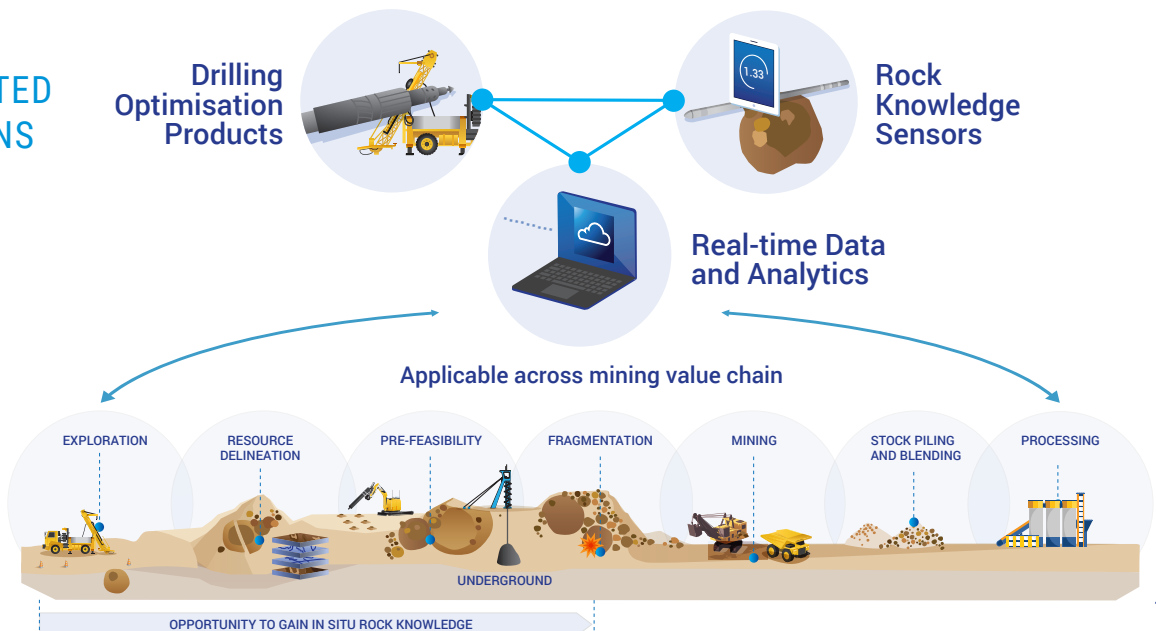 TED
NS
Drilling
Optimisation
Products
1.33
Rock
Knowledge
Sensors
Real-time Data
and Analytics
Applicable across mining value chain
EXPLORATION
RESOURCE
DELINEATION
PRE-FEASIBILITY
FRAGMENTATION
MINING
STOCK PILING
AND BLENDING
PROCESSING
UNDERGROUND
OPPORTUNITY TO GAIN IN SITU ROCK KNOWLEDGE